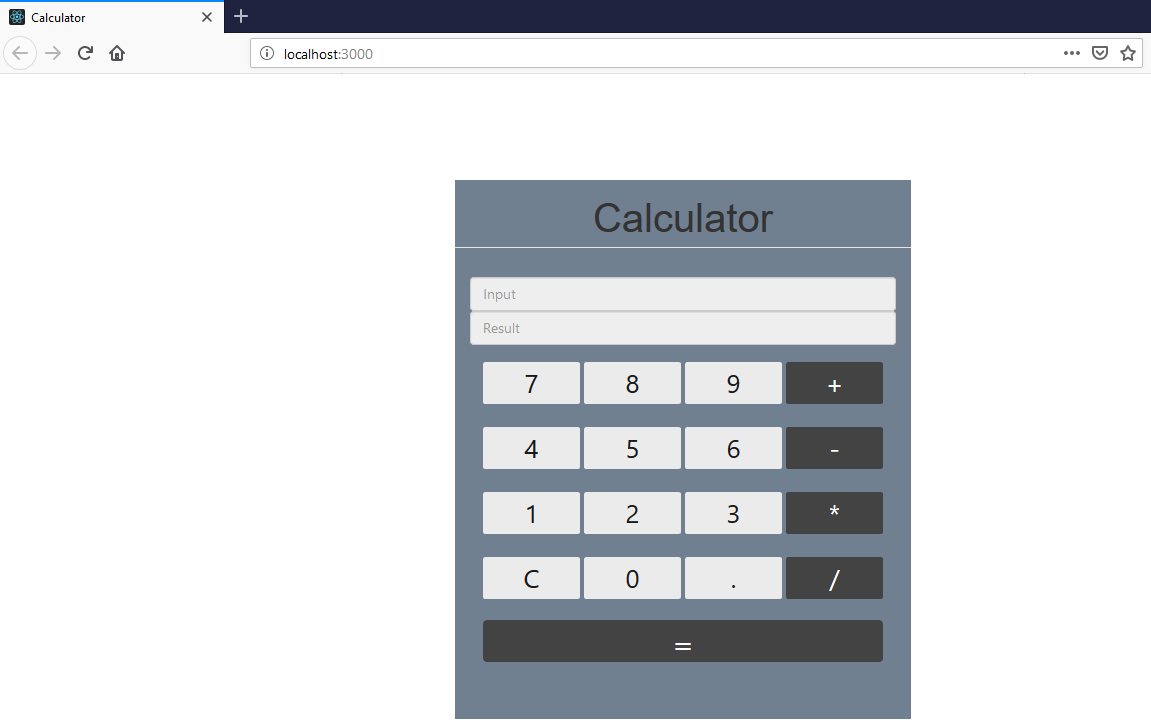 Calculator
localhost:3000
Calculator
Input
Result
7 8 9 +
4 5 6 -
1 2 3 *
C 0 . /
=